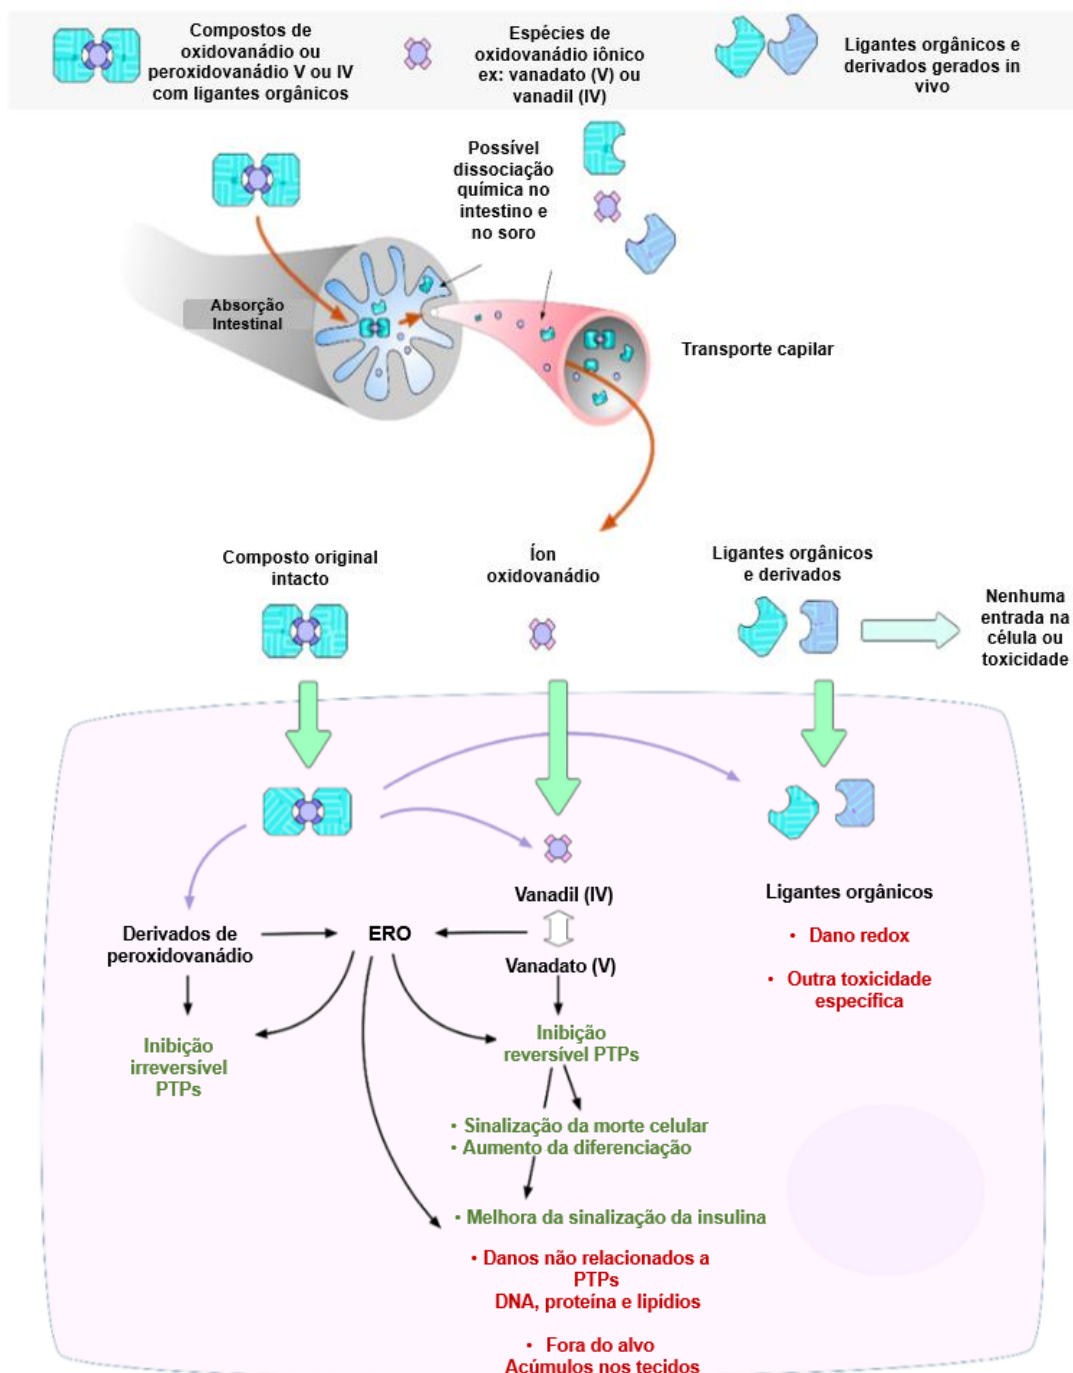 Compostos de
oxidovanádio ou
peroxidovanádio V ou IV
com ligantes orgânicos
Espécies de
oxidovanádio iônico
ex: vanadato (V) ou
vanadil (IV)
Ligantes orgânicos e
derivados gerados in
vivo
Possível
dissociação
química no
intestino e
no soro
Absorção
Intestinal
Transporte capilar
Composto original
intacto
Íon
oxidovanádio
Ligantes orgânicos
e derivados
Nenhuma
entrada na
célula ou
toxicidade
Vanadil (IV)
Ligantes orgânicos
Derivados de
peroxidovanádio
ERO
Vanadato (V)
• Dano redox
• Outra toxicidade
específica
Inibição
irreversível
PTPs
Inibição
reversível PTPs
• Sinalização da morte celular
• Aumento da diferenciação
• Melhora da sinalização da insulina
• Danos não relacionados a
PTPs
DNA, proteína e lipídios
• Fora do alvo
Acúmulos nos tecidos